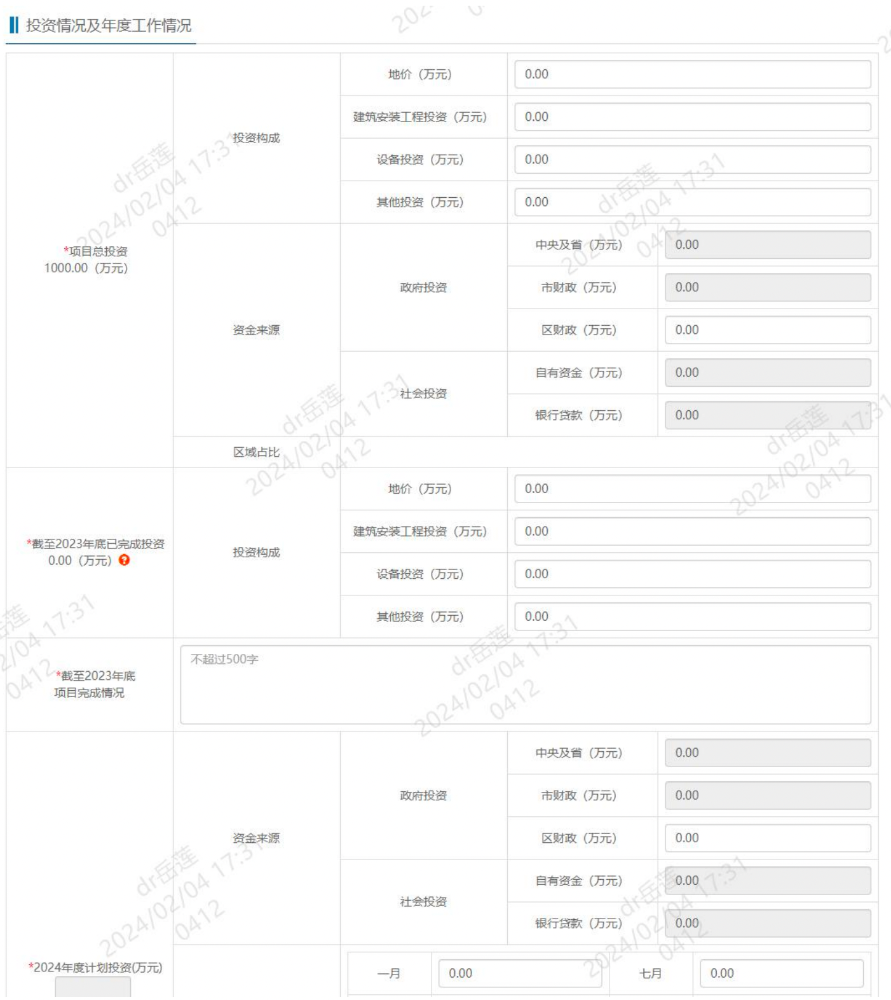 投资情况及年度工作情况
地价（万元） 0.00
建筑安装工程投资（万元） 0.00
投资构成
设备投资（万元） 0.00
其他投资（万元） 0.00
*项目总投资
1000.00（万元）
中央及省（万元） 0.00
政府投资 市财政（万元） 0.00
资金来源 区财政（万元） 0.00
自有资金（万元） 0.00
社会投资
银行贷款（万元） 0.00
区域占比
地价（万元） 0.00
建筑安装工程投资（万元） 0.00
*截至2023年底已完成投资
0.00（万元）
投资构成
设备投资（万元） 0.00
其他投资（万元） 0.00
*截至2023年底
项目完成情况
不超过500字
中央及省（万元） 0.00
政府投资 市财政（万元） 0.00
资金来源 区财政（万元） 0.00
自有资金（万元） 0.00
社会投资
银行贷款（万元） 0.00
*2024年度计划投资(万元)
一月 0.00 七月 0.00
dr岳莲 17:31
2024/02/04
0412